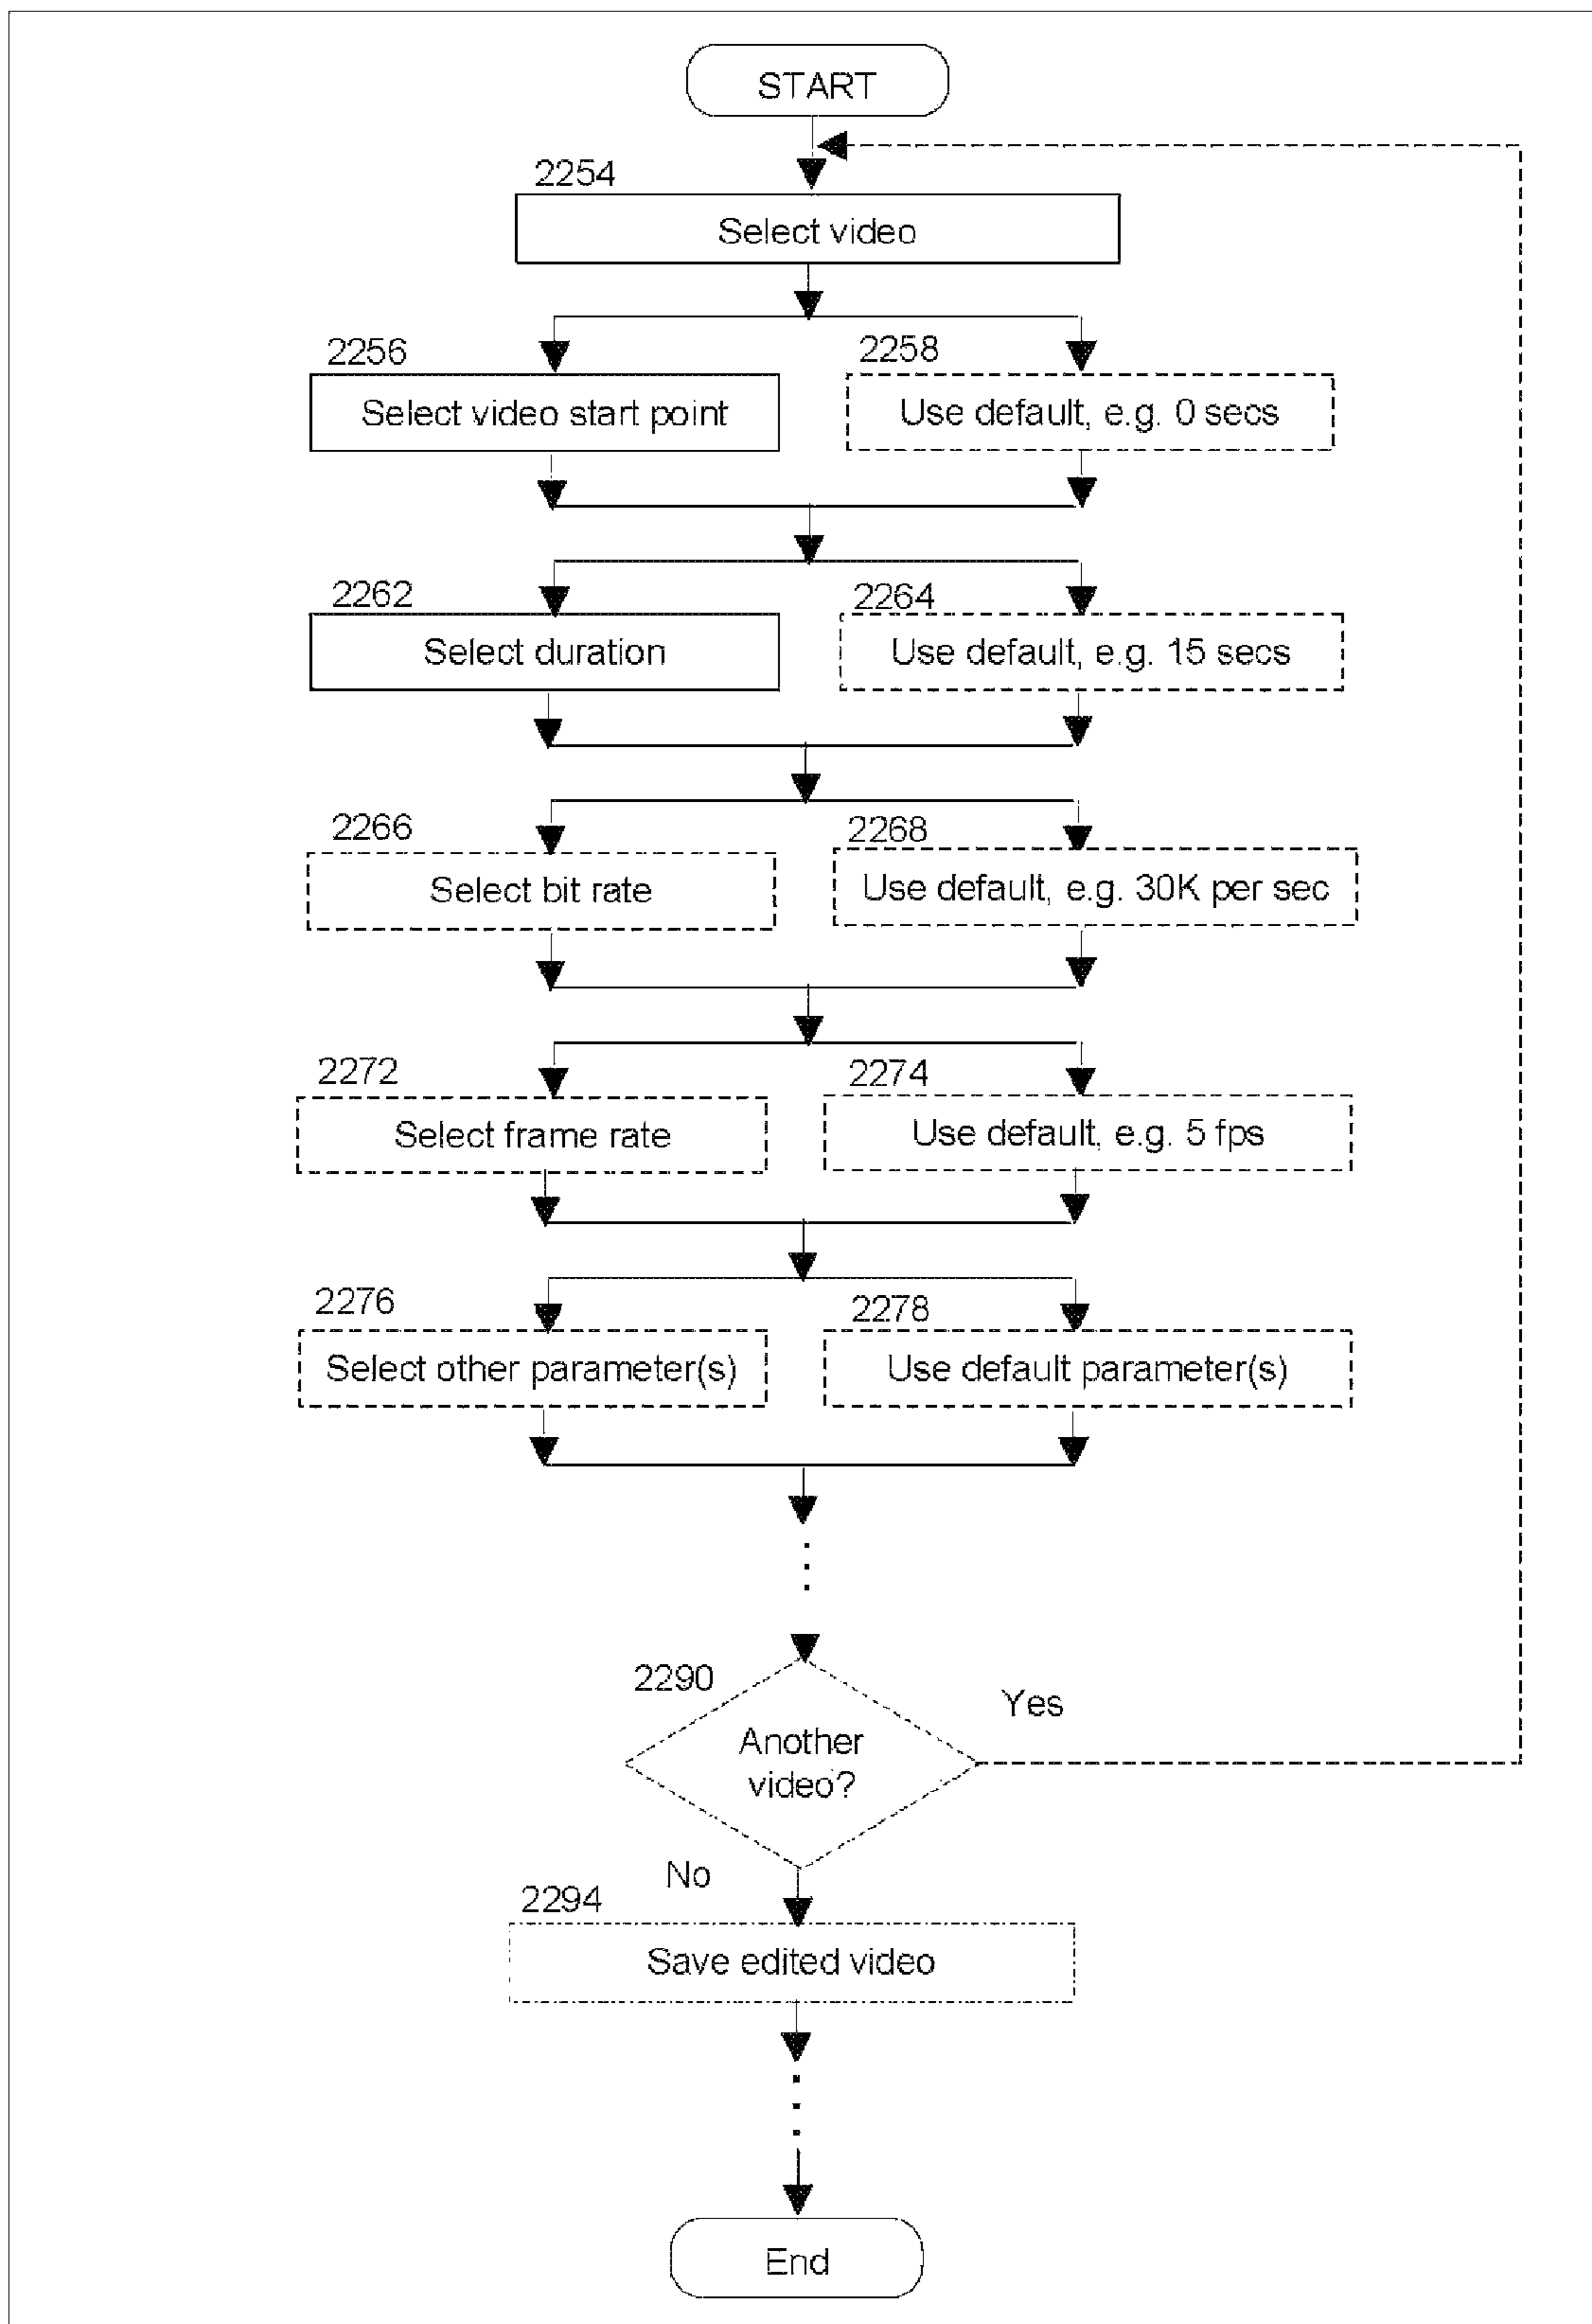 START
2254
Select video
2256
Select video start point
2258
Use default, e.g. 0 secs
2262
Select duration
2264
Use default, e.g. 15 secs
2266
Select bit rate
2268
Use default, e.g. 30K per sec
2272
Select frame rate
2274
Use default, e.g. 5 fps
2276
Select other parameter(s)
2278
Use default parameter(s)
2290
Another
video?
Yes
No
2294
Save edited video
End